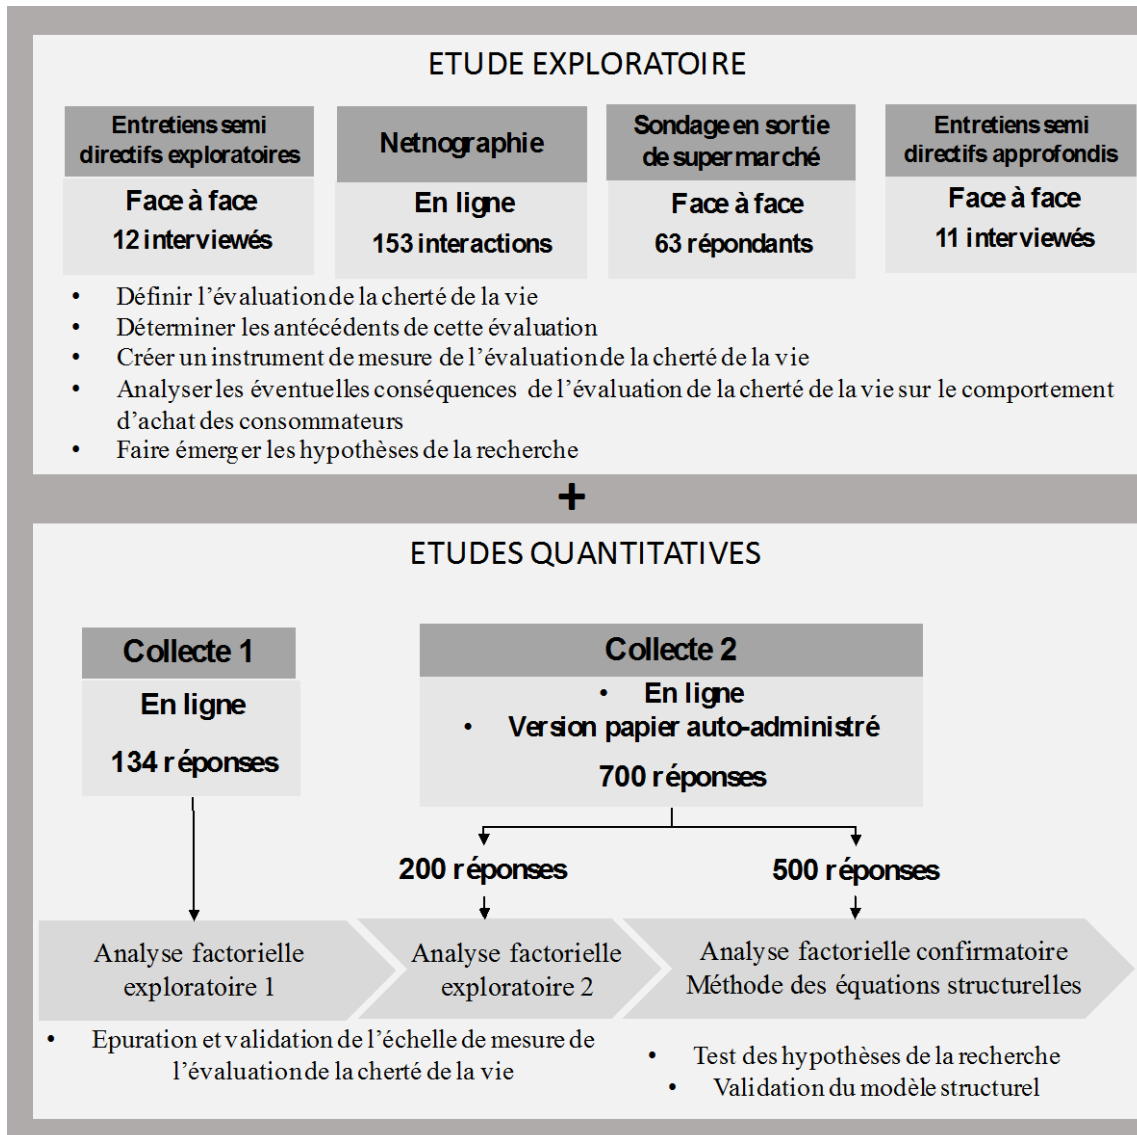 ETUDE EXPLORATOIRE
Entretiens semi
directifs exploratoires
Face à face
12 interviewés
Netnographie
En ligne
153 interactions
Sondage en sortie
de supermarché
Face à face
63 répondants
Entretiens semi
directifs approfondis
Face à face
11 interviewés
• Définir l'évaluation de la cherté de la vie
• Déterminer les antécédents de cette évaluation
• Créer un instrument de mesure de l'évaluation de la cherté de la vie
• Analyser les éventuelles conséquences de l'évaluation de la cherté de la vie sur le comportement
d'achat des consommateurs
• Faire émerger les hypothèses de la recherche
+
ETUDES QUANTITATIVES
Collecte 1
En ligne
134 réponses
Collecte 2
• En ligne
• Version papier auto-administré
700 réponses
200 réponses
500 réponses
Analyse factorielle
exploratoire 1
Analyse factorielle
exploratoire 2
Analyse factorielle confirmatoire
Méthode des équations structurelles
• Epuration et validation de l'échelle de mesure de
l'évaluation de la cherté de la vie
• Test des hypothèses de la recherche
• Validation du modèle structurel